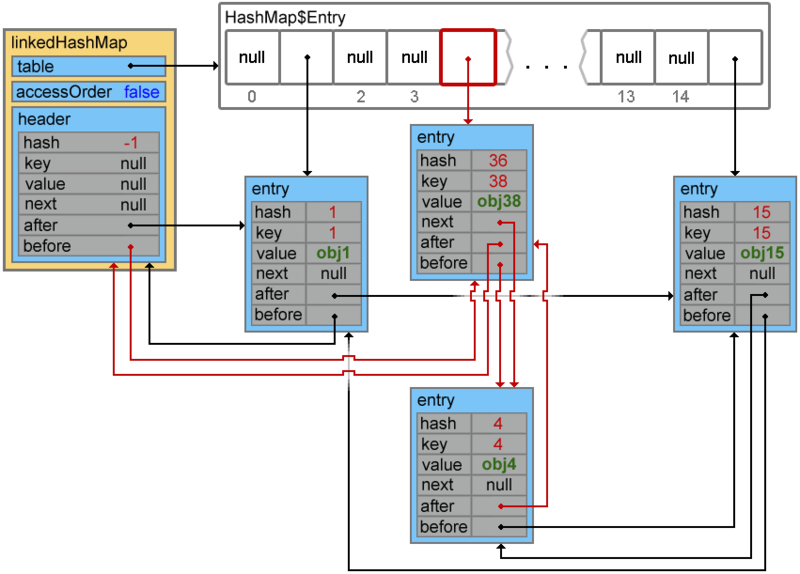 HashMap$Entry
null null null . . . null null
0 2 3 13 14
linkedHashMap
table
accessOrder false
header
hash -1
key null
value null
next null
after
before
entry
hash 1
key 1
value obj1
next null
after
before
entry
hash 36
key 38
value obj38
next
after
before
entry
hash 15
key 15
value obj15
next null
after
before
entry
hash 4
key 4
value obj4
next null
after
before